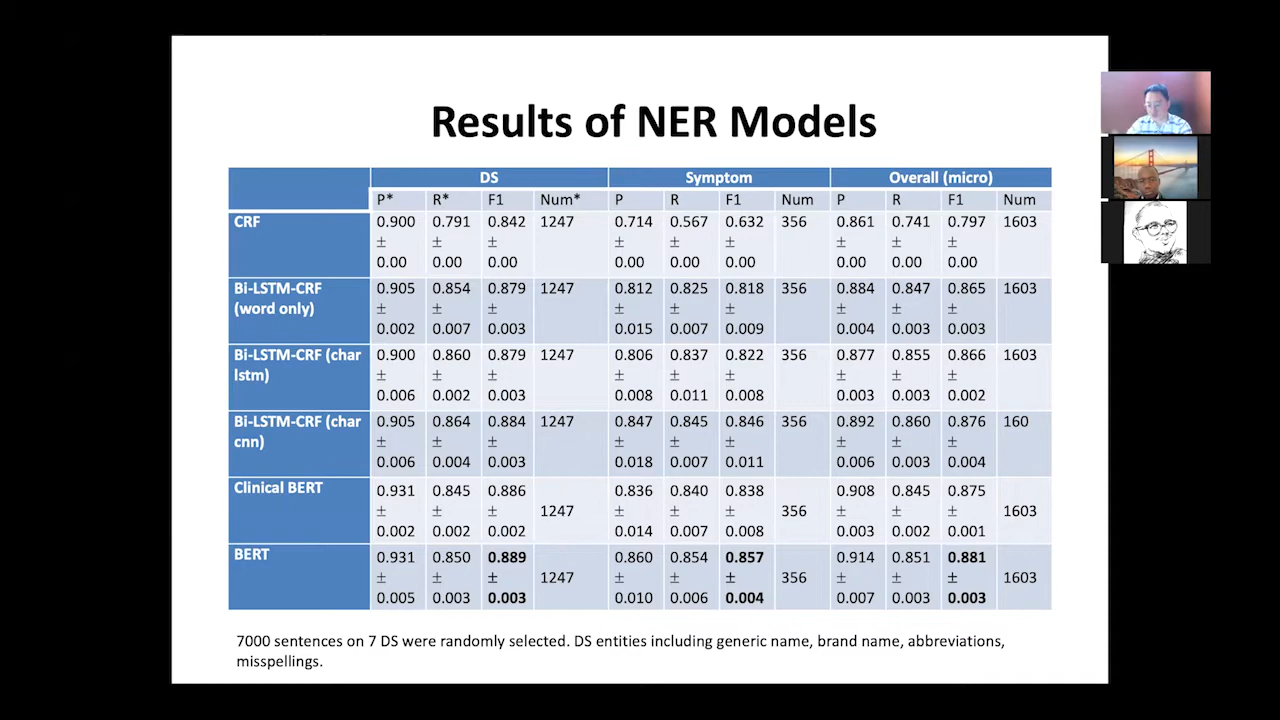 Results of NER Models
DS Symptom Overall (micro)
P* R* F1 Num* P R F1 Num P R F1 Num
CRF 0.900 0.791 0.842 1247 0.714 0.567 0.632 356 0.861 0.741 0.797 1603
± ± ± ± ± ± ± ± ±
0.00 0.00 0.00 0.00 0.00 0.00 0.00 0.00 0.00
Bi-LSTM-CRF 0.905 0.854 0.879 1247 0.812 0.825 0.818 356 0.884 0.847 0.865 1603
(word only) ± ± ± ± ± ± ± ± ±
0.002 0.007 0.003 0.015 0.007 0.009 0.004 0.003 0.003
Bi-LSTM-CRF (char 0.900 0.860 0.879 1247 0.806 0.837 0.822 356 0.877 0.855 0.866 1603
lstm) ± ± ± ± ± ± ± ± ±
0.006 0.002 0.003 0.008 0.011 0.008 0.003 0.003 0.002
Bi-LSTM-CRF (char 0.905 0.864 0.884 1247 0.847 0.845 0.846 356 0.892 0.860 0.876 160
cnn) ± ± ± ± ± ± ± ± ±
0.006 0.004 0.003 0.018 0.007 0.011 0.006 0.003 0.004
Clinical BERT 0.931 0.845 0.886 0.836 0.840 0.838 0.908 0.845 0.875
± ± ± 1247 ± ± ± 356 ± ± ± 1603
0.002 0.002 0.002 0.014 0.007 0.008 0.003 0.002 0.001
BERT 0.931 0.850 0.889 0.860 0.854 0.857 0.914 0.851 0.881
± ± ± 1247 ± ± ± 356 ± ± ± 1603
0.005 0.003 0.003 0.010 0.006 0.004 0.007 0.003 0.003
7000 sentences on 7 DS were randomly selected. DS entities including generic name, brand name, abbreviations,
misspellings.